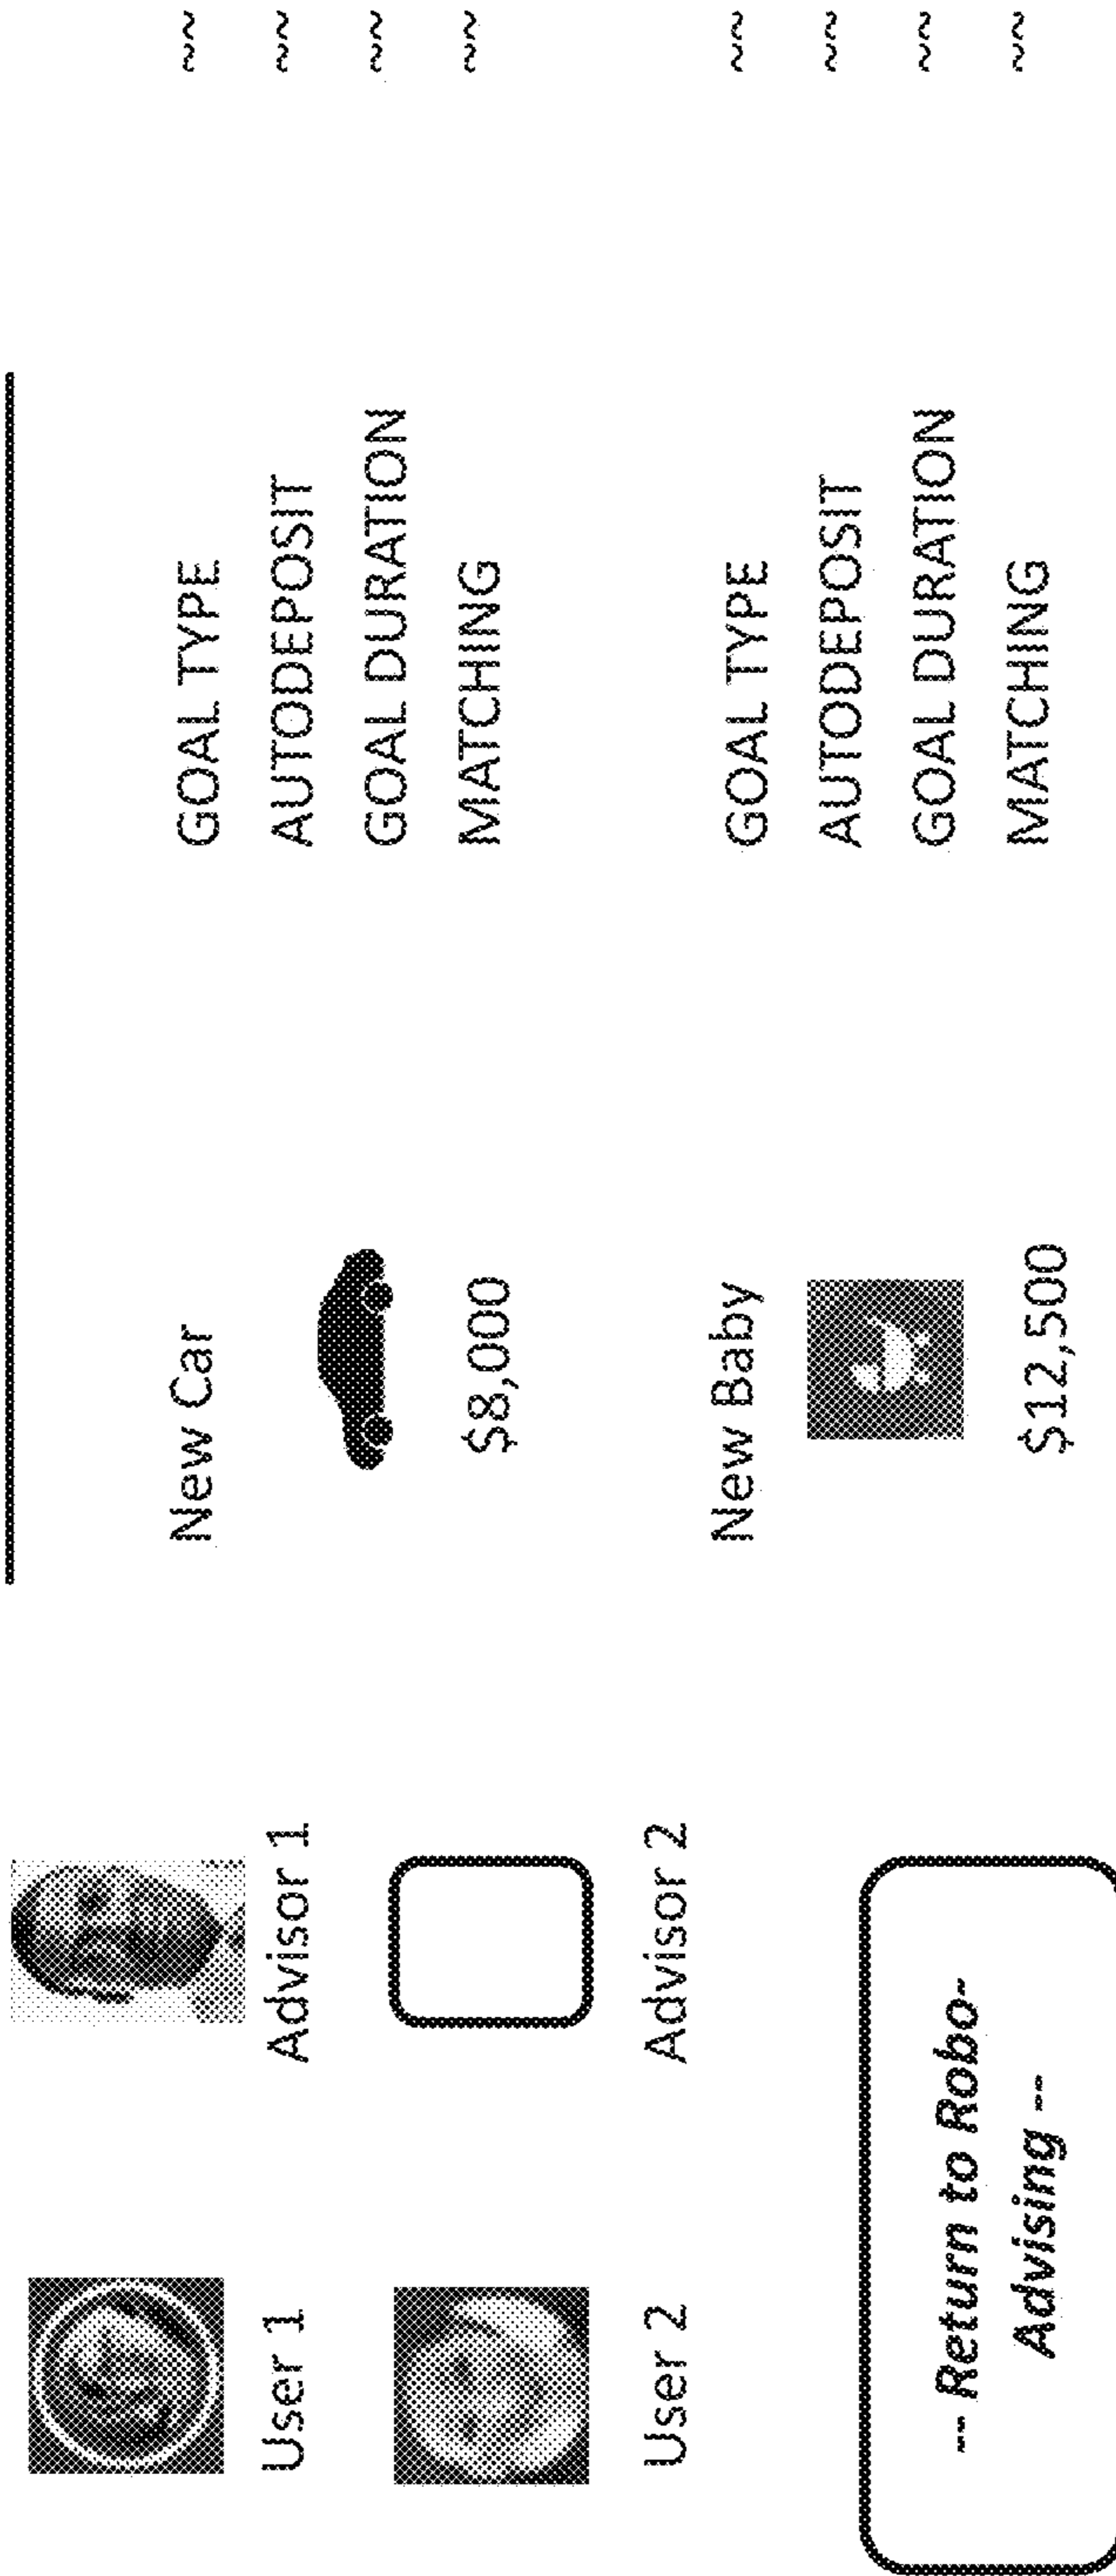 User 1
Advisor 1
User 2
Advisor 2
--- Return to Robo-
Advising ---
New Car
$8,000
GOAL TYPE ~~
AUTODEPOSIT ~~
GOAL DURATION ~~
MATCHING ~~
New Baby
$12,500
GOAL TYPE ~~
AUTODEPOSIT ~~
GOAL DURATION ~~
MATCHING ~~